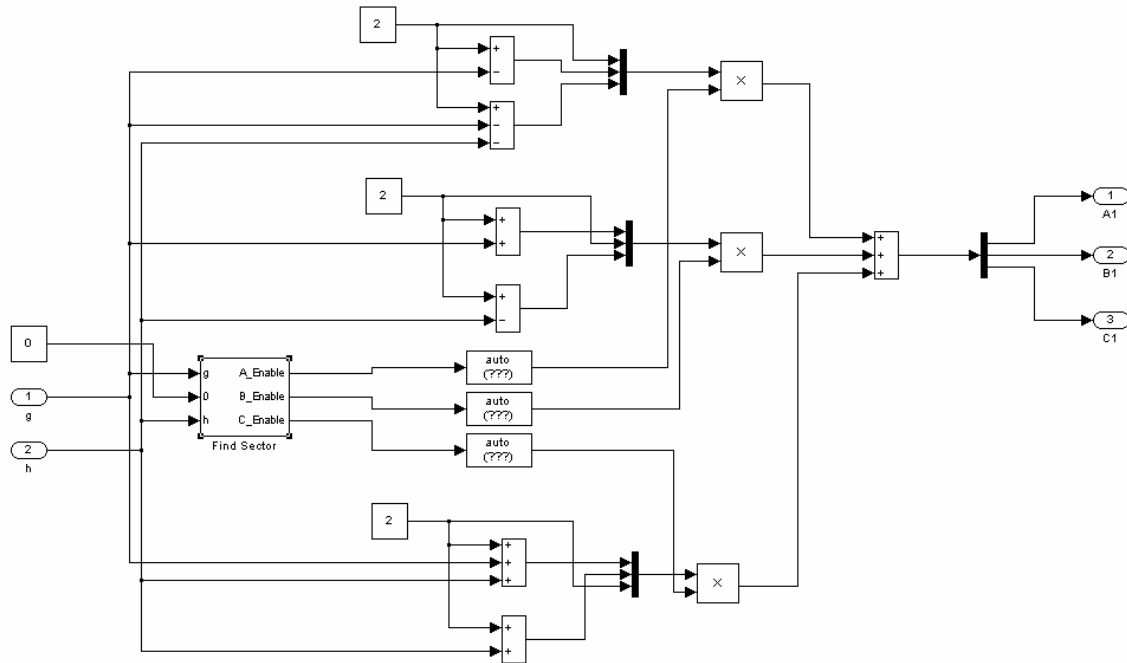 2
+
−
+
−
−
×
2
+
+
+
−
×
+
+
+
1
A1
2
B1
3
C1
0
1
g
2
h
g
0
h
A_Enable
B_Enable
C_Enable
Find Sector
auto
(???)
auto
(???)
auto
(???)
2
+
+
+
+
+
×